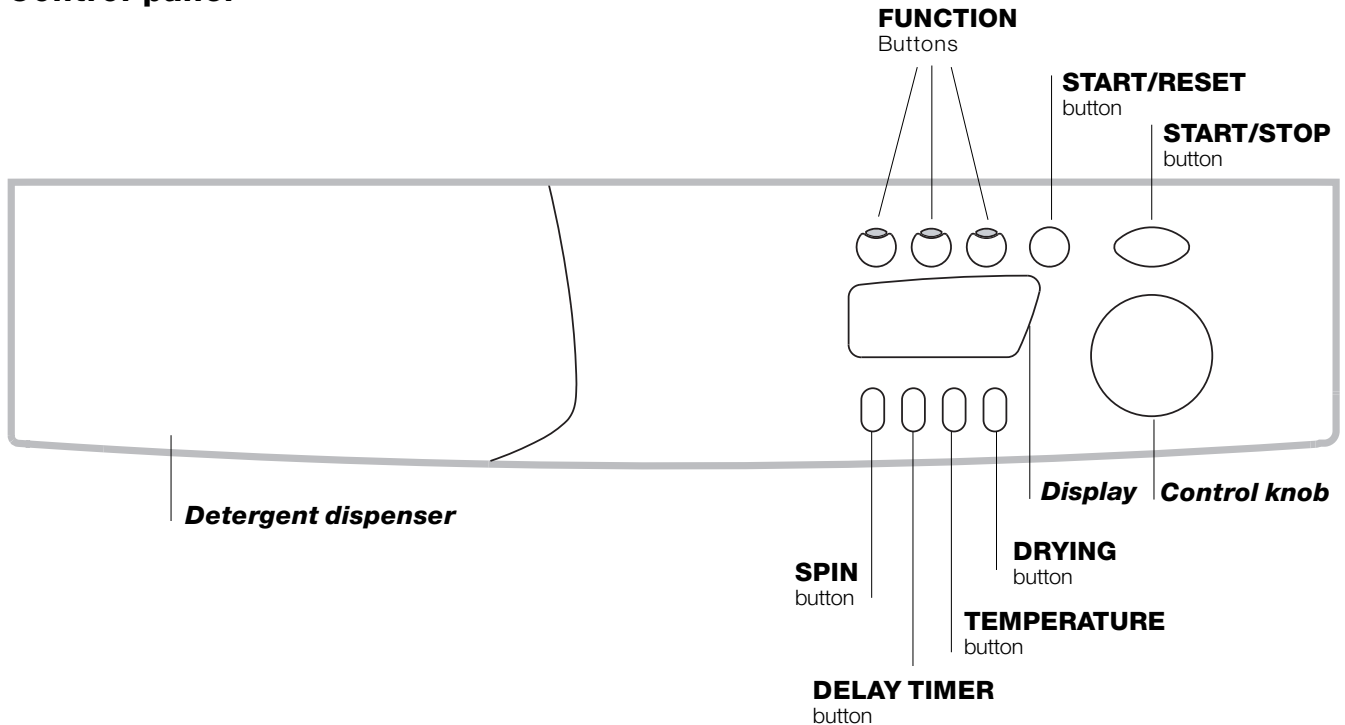 Control panel
FUNCTION
Buttons
START/RESET
button
START/STOP
button
Detergent dispenser
Display
Control knob
DRYING
button
SPIN
button
TEMPERATURE
button
DELAY TIMER
button